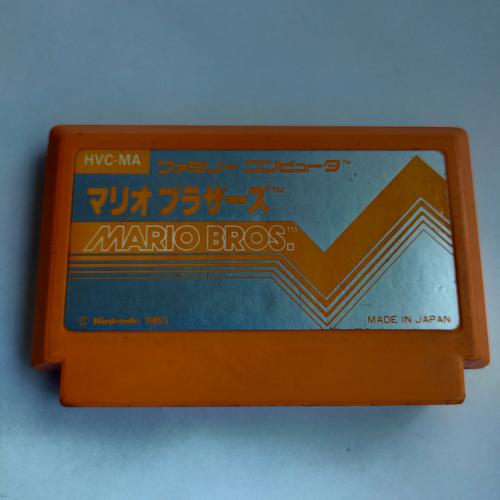 HVC-MA ファミリー コンピュータ™
マリオブラザーズ™
MARIO BROS.™
© Nintendo 1983
MADE IN JAPAN